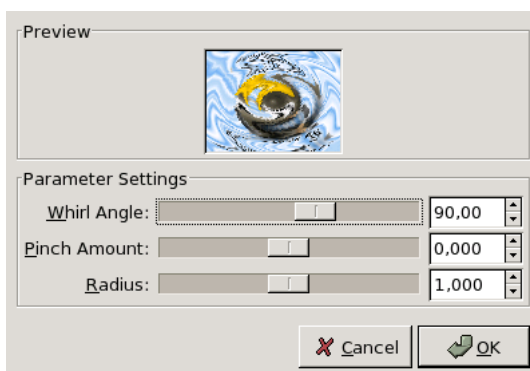 Preview
Parameter Settings
Whirl Angle: 90,00
Pinch Amount: 0,000
Radius: 1,000
Cancel OK